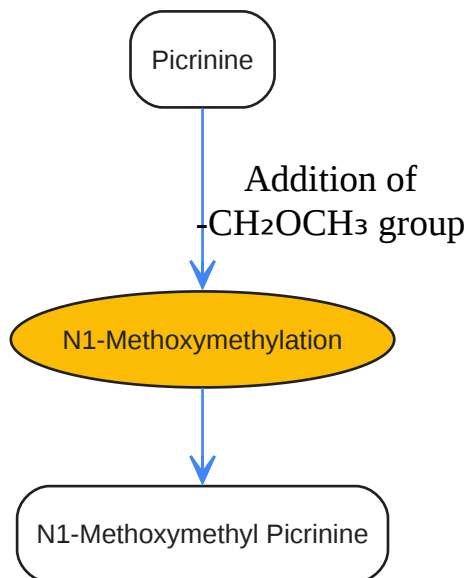 Picrinine
Addition of
-CH₂OCH₃ group
N1-Methoxymethylation
N1-Methoxymethyl Picrinine